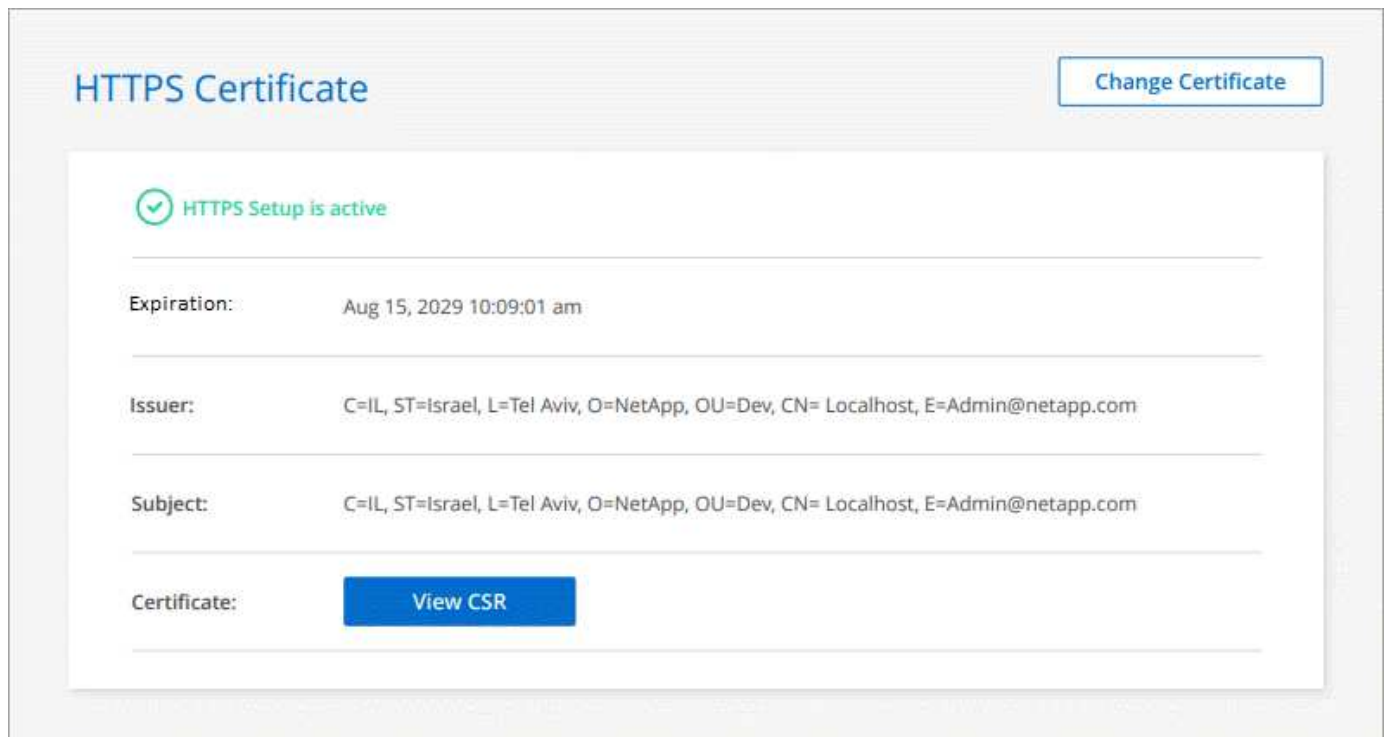 HTTPS Certificate
Change Certificate
HTTPS Setup is active
Expiration: Aug 15, 2029 10:09:01 am
Issuer: C=IL, ST=Israel, L=Tel Aviv, O=NetApp, OU=Dev, CN= Localhost, E=Admin@netapp.com
Subject: C=IL, ST=Israel, L=Tel Aviv, O=NetApp, OU=Dev, CN= Localhost, E=Admin@netapp.com
Certificate: View CSR